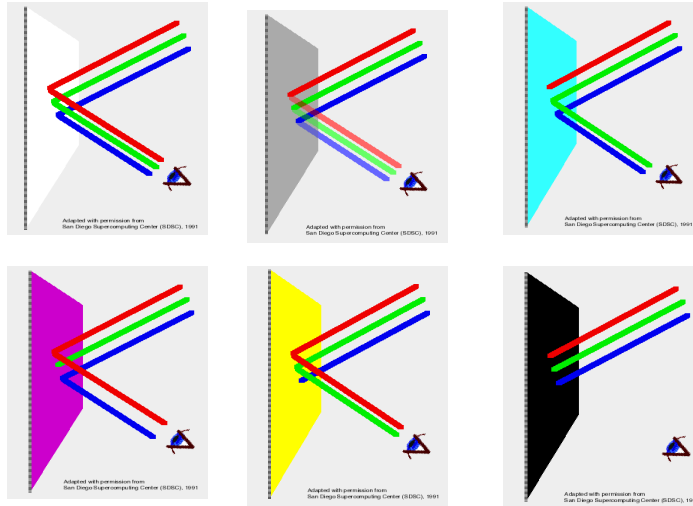 Adapted with permission from
San Diego Supercomputing Center (SDSC), 1991
Adapted with permission from
San Diego Supercomputing Center (SDSC), 1991
Adapted with permission from
San Diego Supercomputing Center (SDSC), 199
Adapted with permission from
San Diego Supercomputing Center (SDSC), 1991
Adapted with permission from
San Diego Supercomputing Center (SDSC), 1991
Adapted with permission from
San Diego Supercomputing Center (SDSC), 19